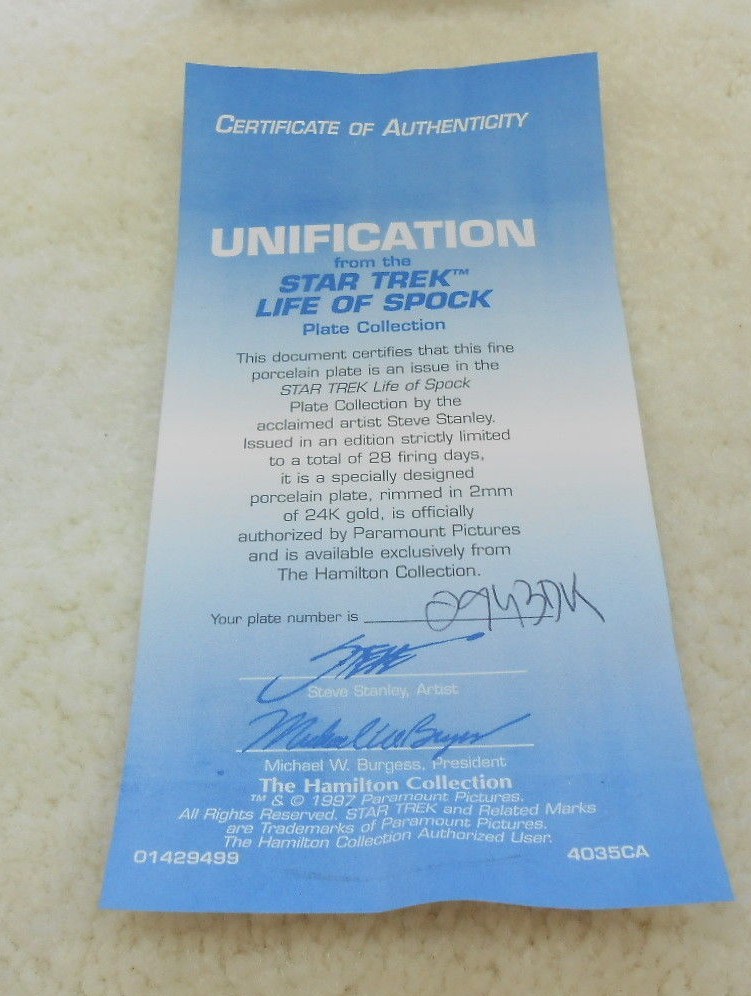 CERTIFICATE OF AUTHENTICITY
UNIFICATION
from the
STAR TREK™
LIFE OF SPOCK
Plate Collection
This document certifies that this fine
porcelain plate is an issue in the
STAR TREK Life of Spock
Plate Collection by the
acclaimed artist Steve Stanley.
Issued in an edition strictly limited
to a total of 28 firing days,
it is a specially designed
porcelain plate, rimmed in 2mm
of 24K gold, is officially
authorized by Paramount Pictures
and is available exclusively from
The Hamilton Collection.
Your plate number is
Steve Stanley, Artist
Michael W. Burgess
Michael W. Burgess, President
The Hamilton Collection
™ & © 1997 Paramount Pictures.
All Rights Reserved. STAR TREK and Related Marks
are Trademarks of Paramount Pictures.
The Hamilton Collection Authorized User.
01429499 4035CA